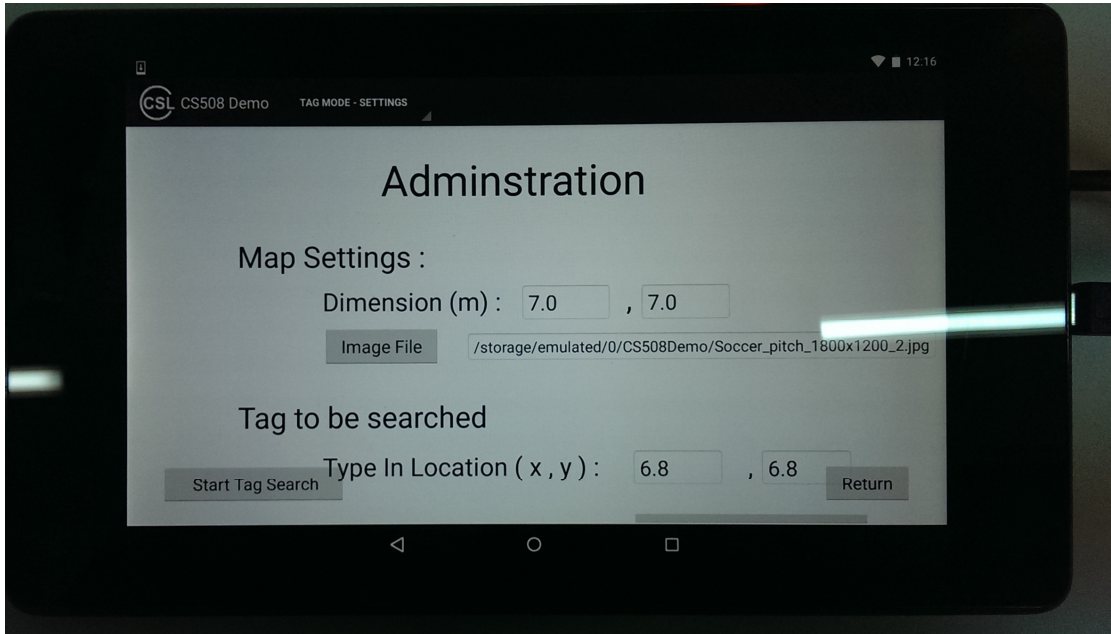 12:16
CSL CS508 Demo TAG MODE - SETTINGS
Adminstration
Map Settings :
Dimension (m) : 7.0 , 7.0
Image File /storage/emulated/0/CS508Demo/Soccer_pitch_1800x1200_2.jpg
Tag to be searched
Type In Location ( x , y ) : 6.8 , 6.8
Start Tag Search Return